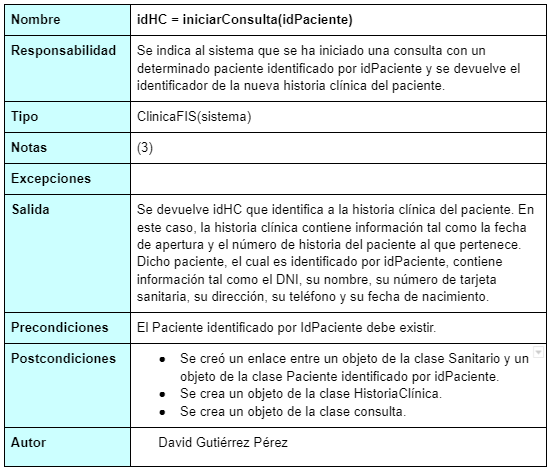 Nombre idHC = iniciarConsulta(idPaciente)
Responsabilidad Se indica al sistema que se ha iniciado una consulta con un
determinado paciente identificado por idPaciente y se devuelve el
identificador de la nueva historia clínica del paciente.
Tipo ClinicaFIS(sistema)
Notas (3)
Excepciones
Salida Se devuelve idHC que identifica a la historia clínica del paciente. En
este caso, la historia clínica contiene información tal como la fecha
de apertura y el número de historia del paciente al que pertenece.
Dicho paciente, el cual es identificado por idPaciente, contiene
información tal como el DNI, su nombre, su número de tarjeta
sanitaria, su dirección, su teléfono y su fecha de nacimiento.
Precondiciones El Paciente identificado por IdPaciente debe existir.
Postcondiciones ● Se creó un enlace entre un objeto de la clase Sanitario y un
objeto de la clase Paciente identificado por idPaciente.
● Se crea un objeto de la clase HistoriaClínica.
● Se crea un objeto de la clase consulta.
Autor David Gutiérrez Pérez